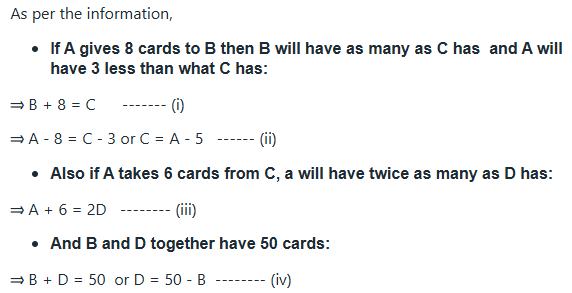 As per the information,
• If A gives 8 cards to B then B will have as many as C has and A will
have 3 less than what C has:
⇒ B + 8 = C ------- (i)
⇒ A - 8 = C - 3 or C = A - 5 ------ (ii)
• Also if A takes 6 cards from C, a will have twice as many as D has:
⇒ A + 6 = 2D -------- (iii)
• And B and D together have 50 cards:
⇒ B + D = 50 or D = 50 - B -------- (iv)